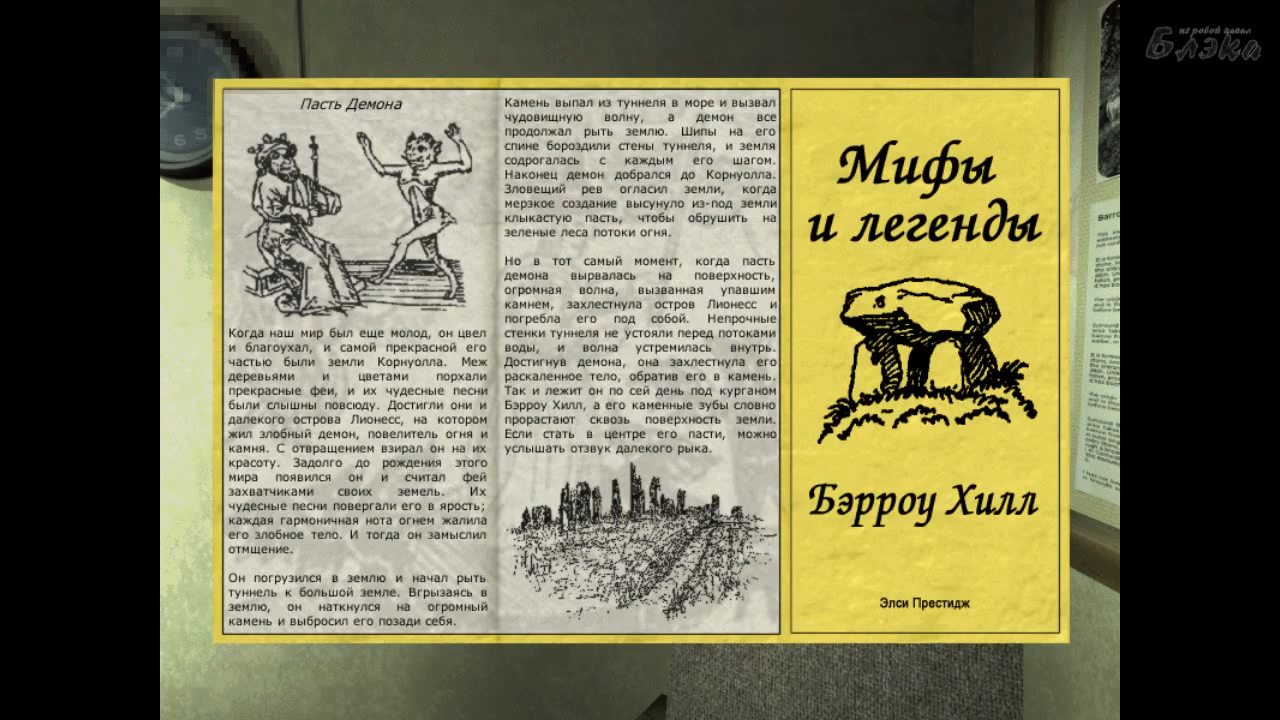 из рабой цикал
Блэка
Пасть Демона
Когда наш мир был еще молод, он цвел
и благоухал, и самой прекрасной его
частью были земли Корнуолла. Меж
деревьями и цветами порхали
прекрасные феи, и их чудесные песни
были слышны повсюду. Достигли они и
далекого острова Лионесс, на котором
жил злобный демон, повелитель огня и
камня. С отвращением взирал он на их
красоту. Задолго до рождения этого
мира появился он и считал фей
захватчиками своих земель. Их
чудесные песни повергали его в ярость;
каждая гармоничная нота огнем жалила
его злобное тело. И тогда он замыслил
отмщение.
Он погрузился в землю и начал рыть
туннель к большой земле. Вгрызаясь в
землю, он наткнулся на огромный
камень и выбросил его позади себя.
Камень выпал из туннеля в море и вызвал
чудовищную волну, а демон все
продолжал рыть землю. Шипы на его
спине бороздили стены туннеля, и земля
содрогалась с каждым его шагом.
Наконец демон добрался до Корнуолла.
Зловещий рев огласил земли, когда
мерзкое создание высунуло из-под земли
клыкастую пасть, чтобы обрушить на
зеленые леса потоки огня.
Но в тот самый момент, когда пасть
демона вырвалась на поверхность,
огромная волна, вызванная упавшим
камнем, захлестнула остров Лионесс и
погребла его под собой. Непрочные
стенки туннеля не устояли перед потоками
воды, и волна устремилась внутрь.
Достигнув демона, она захлестнула его
раскаленное тело, обратив его в камень.
Так и лежит он по сей день под курганом
Бэрроу Хилл, а его каменные зубы словно
прорастают сквозь поверхность земли.
Если стать в центре его пасти, можно
услышать отзвук далекого рыка.
Мифы
и легенды
Бэрроу Хилл
Элси Престидж